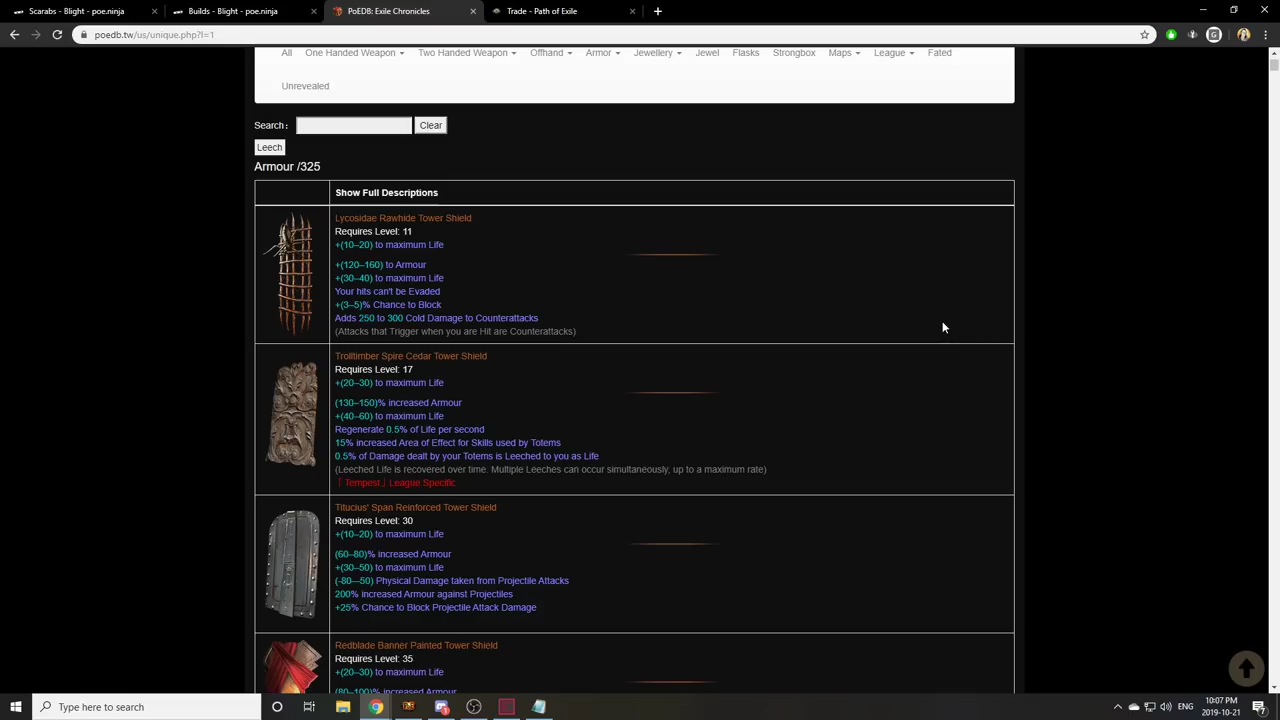 Scarabs - Blight - poe.ninja
Builds - Blight - poe.ninja
PoEDB: Exile Chronicles
Trade - Path of Exile
poedb.tw/us/unique.php?l=1
All One Handed Weapon Two Handed Weapon Offhand Armor Jewellery Jewel Flasks Strongbox Maps League Fated
Unrevealed
Search: Clear
Leech
Armour /325
Show Full Descriptions
Lycosidae Rawhide Tower Shield
Requires Level: 11
+(10–20) to maximum Life
+(120–160) to Armour
+(30–40) to maximum Life
Your hits can't be Evaded
+(3–5)% Chance to Block
Adds 250 to 300 Cold Damage to Counterattacks
(Attacks that Trigger when you are Hit are Counterattacks)
Trolltimber Spire Cedar Tower Shield
Requires Level: 17
+(20–30) to maximum Life
(130–150)% increased Armour
+(40–60) to maximum Life
Regenerate 0.5% of Life per second
15% increased Area of Effect for Skills used by Totems
0.5% of Damage dealt by your Totems is Leeched to you as Life
(Leeched Life is recovered over time. Multiple Leeches can occur simultaneously, up to a maximum rate)
「Tempest」League Specific
Titucius' Span Reinforced Tower Shield
Requires Level: 30
+(10–20) to maximum Life
(60–80)% increased Armour
+(30–50) to maximum Life
(-80–-50) Physical Damage taken from Projectile Attacks
200% increased Armour against Projectiles
+25% Chance to Block Projectile Attack Damage
Redblade Banner Painted Tower Shield
Requires Level: 35
+(20–30) to maximum Life
(80–100)% increased Armour
Type here to search
ENG
10:07 PM
2019-10-21